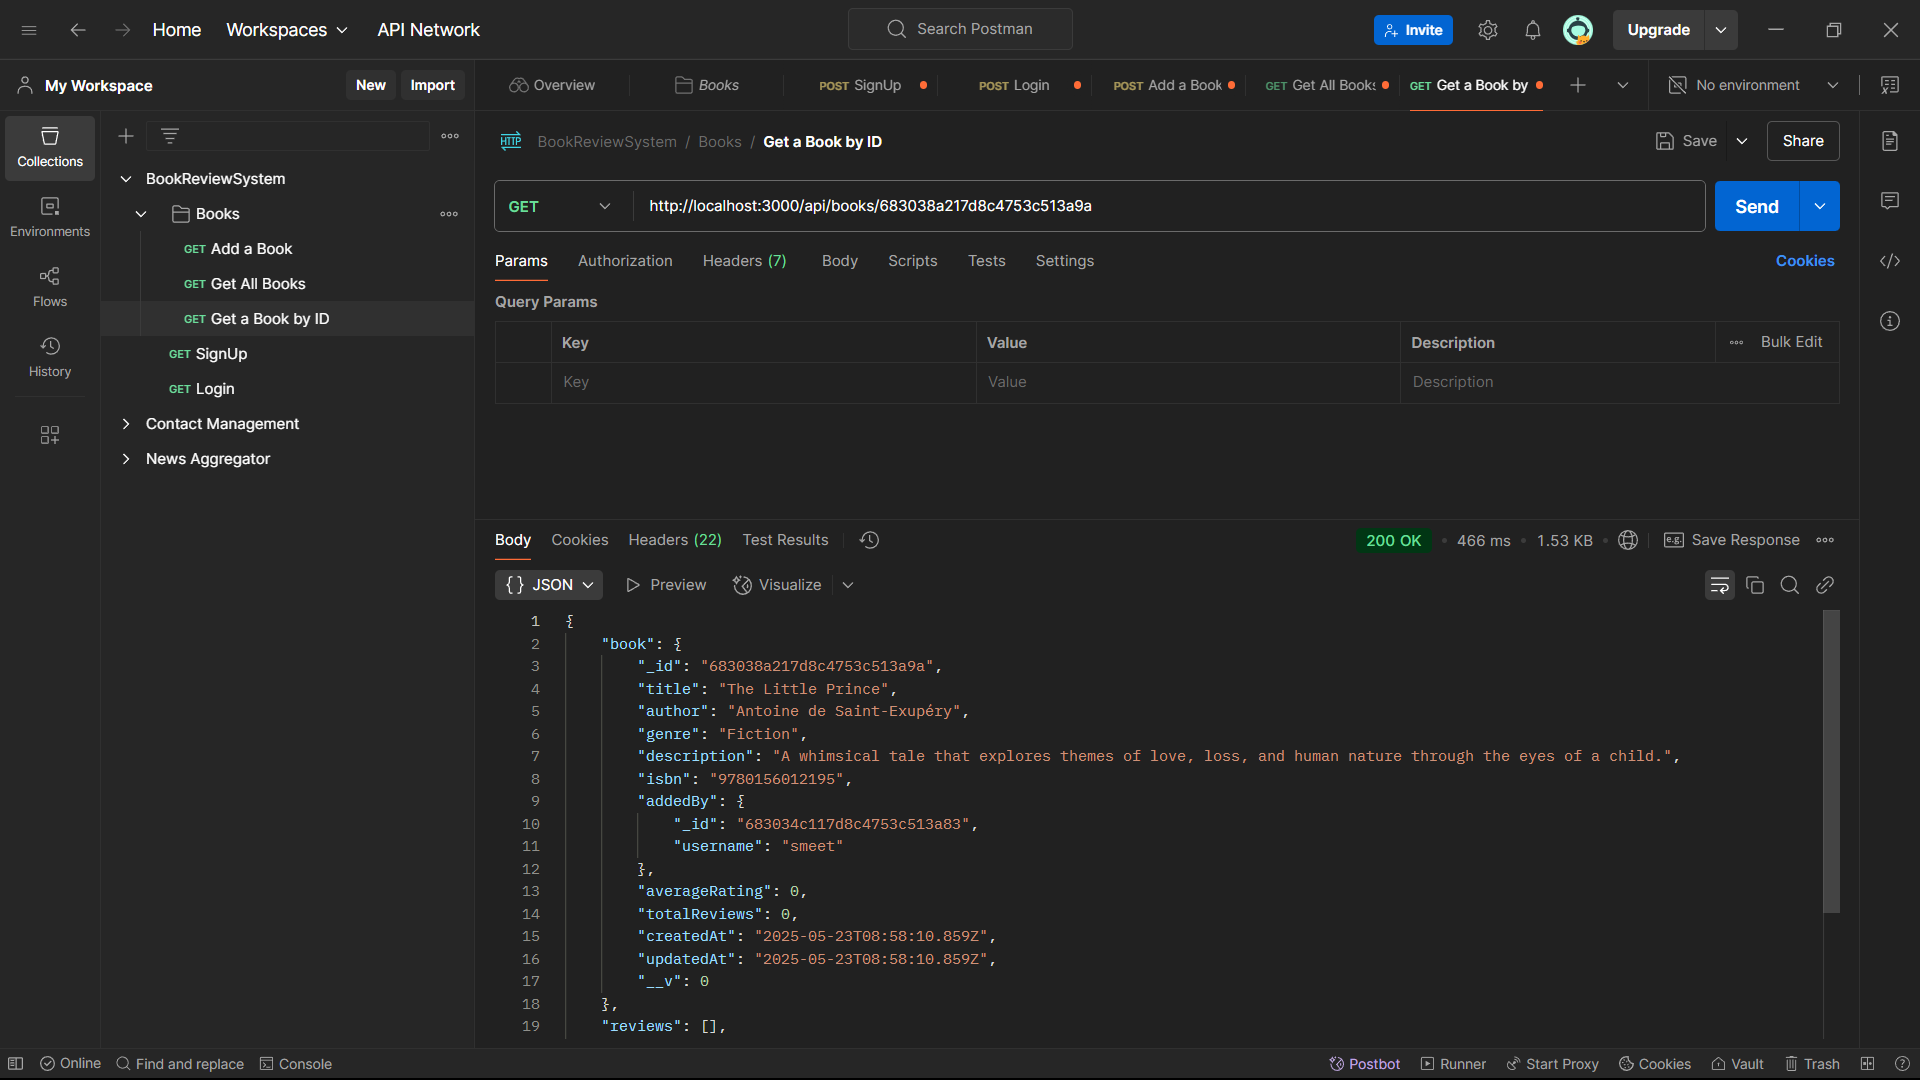 Home Workspaces API Network Search Postman Invite Upgrade
My Workspace New Import Overview Books POST SignUp POST Login POST Add a Book GET Get All Books GET Get a Book by No environment
Collections
Environments
Flows
History
BookReviewSystem
Books
GET Add a Book
GET Get All Books
GET Get a Book by ID
GET SignUp
GET Login
Contact Management
News Aggregator
HTTP BookReviewSystem / Books / Get a Book by ID Save Share
GET http://localhost:3000/api/books/683038a217d8c4753c513a9a Send
Params Authorization Headers (7) Body Scripts Tests Settings Cookies
Query Params
Key Value Description Bulk Edit
Key Value Description
Body Cookies Headers (22) Test Results 200 OK 466 ms 1.53 KB e.g. Save Response
{} JSON Preview Visualize
1 {
2 "book": {
3 "_id": "683038a217d8c4753c513a9a",
4 "title": "The Little Prince",
5 "author": "Antoine de Saint-Exupéry",
6 "genre": "Fiction",
7 "description": "A whimsical tale that explores themes of love, loss, and human nature through the eyes of a child.",
8 "isbn": "9780156012195",
9 "addedBy": {
10 "_id": "683034c117d8c4753c513a83",
11 "username": "smeet"
12 },
13 "averageRating": 0,
14 "totalReviews": 0,
15 "createdAt": "2025-05-23T08:58:10.859Z",
16 "updatedAt": "2025-05-23T08:58:10.859Z",
17 "__v": 0
18 },
19 "reviews": [],
Online Find and replace Console Postbot Runner Start Proxy Cookies Vault Trash